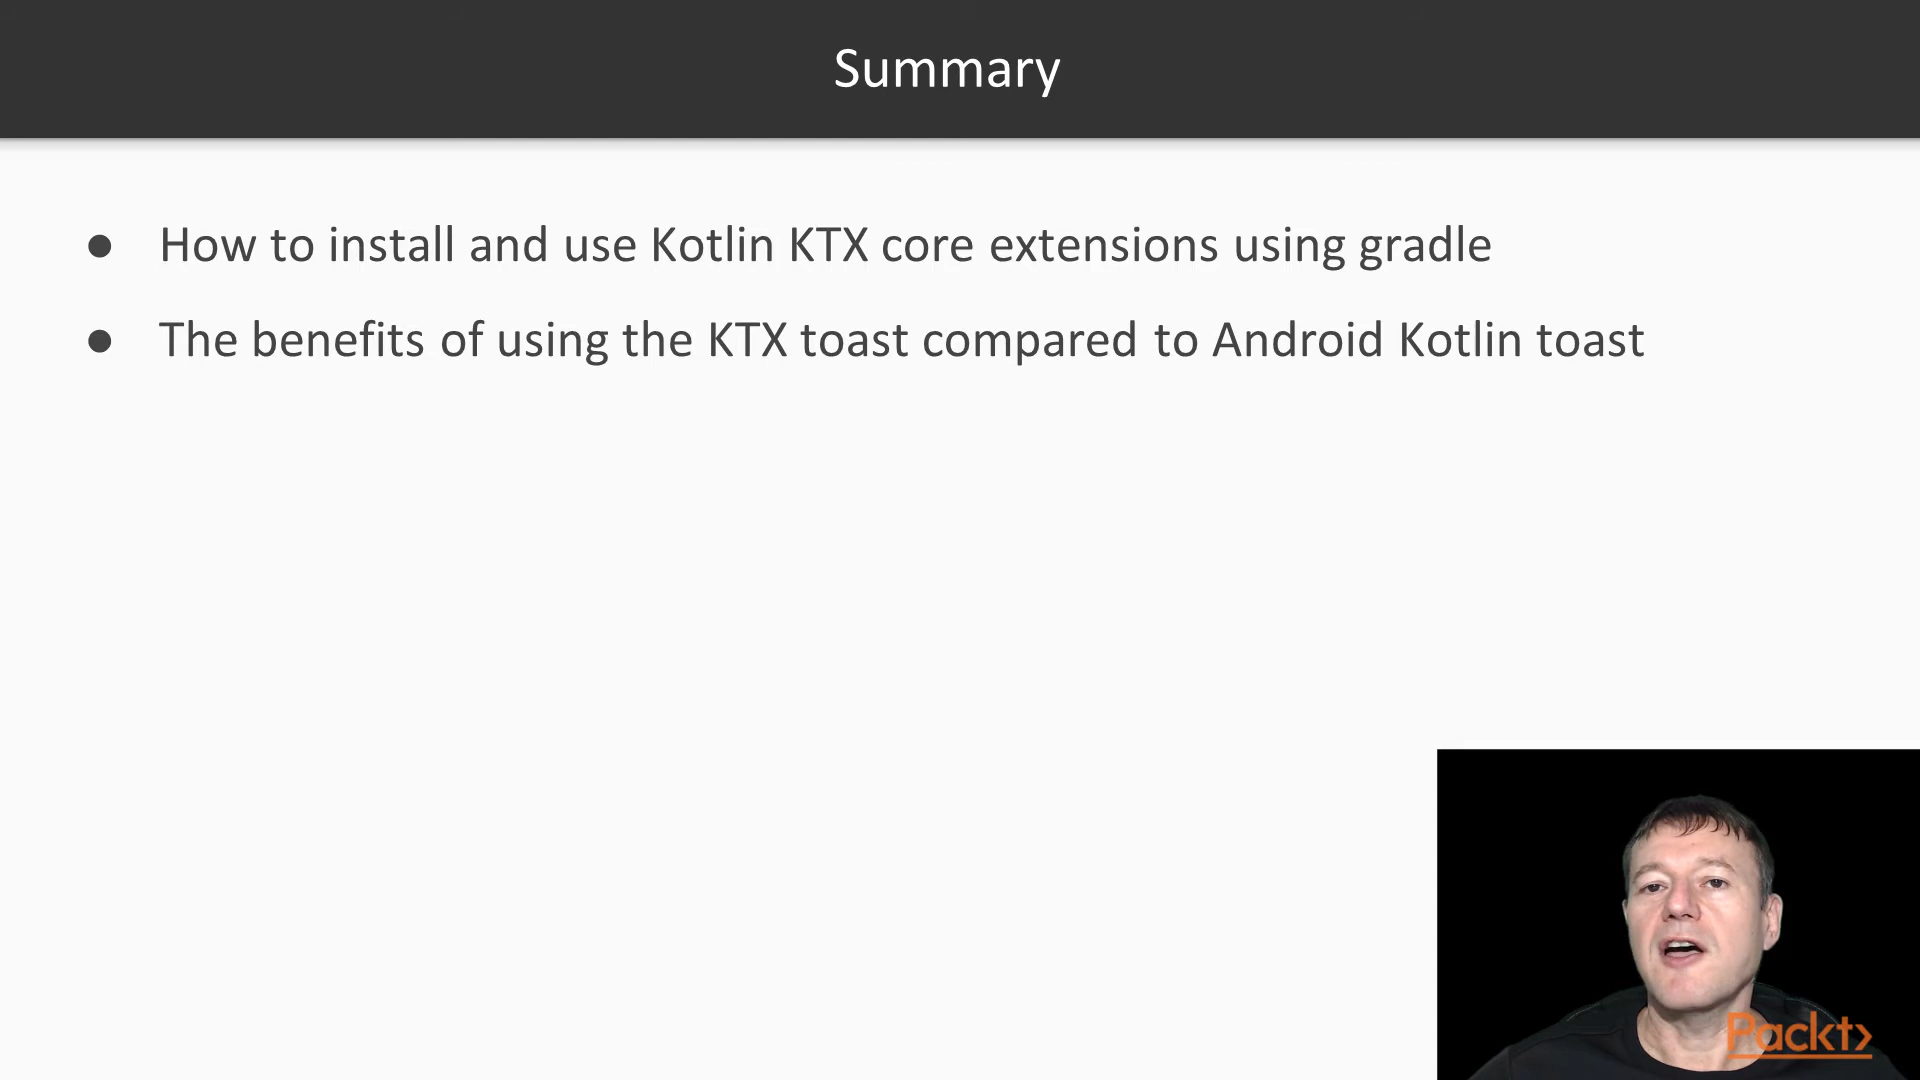 Summary
● How to install and use Kotlin KTX core extensions using gradle
● The benefits of using the KTX toast compared to Android Kotlin toast
Packt>